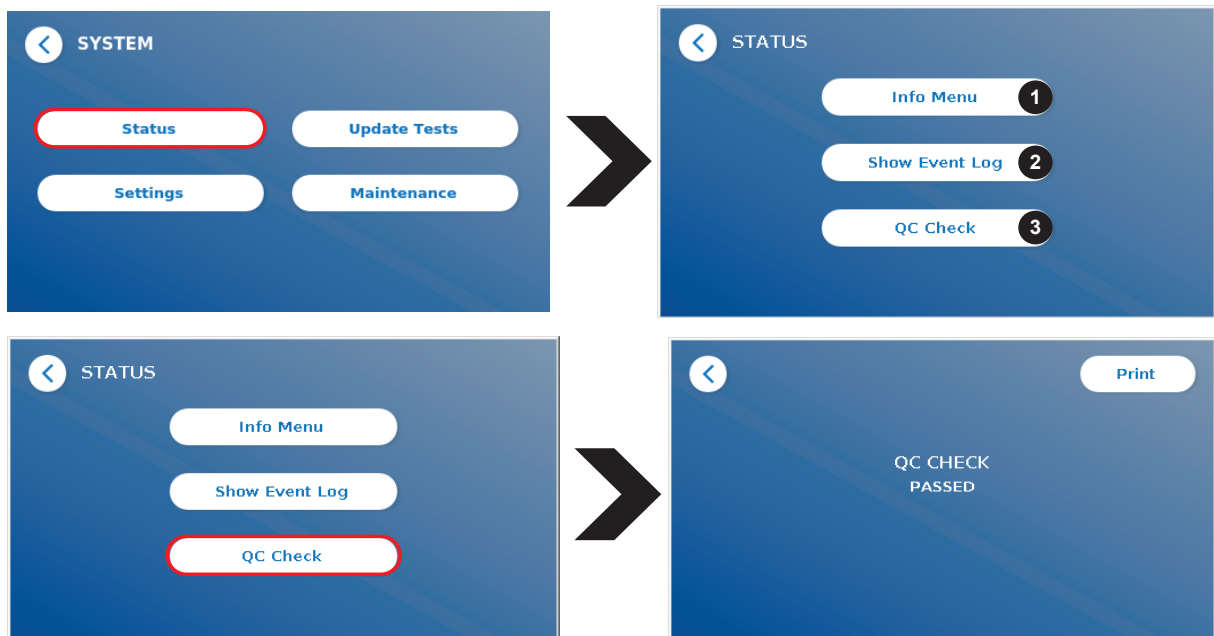 SYSTEM
Status
Update Tests
Settings
Maintenance
STATUS
Info Menu 1
Show Event Log 2
QC Check 3
STATUS
Info Menu
Show Event Log
QC Check
Print
QC CHECK
PASSED